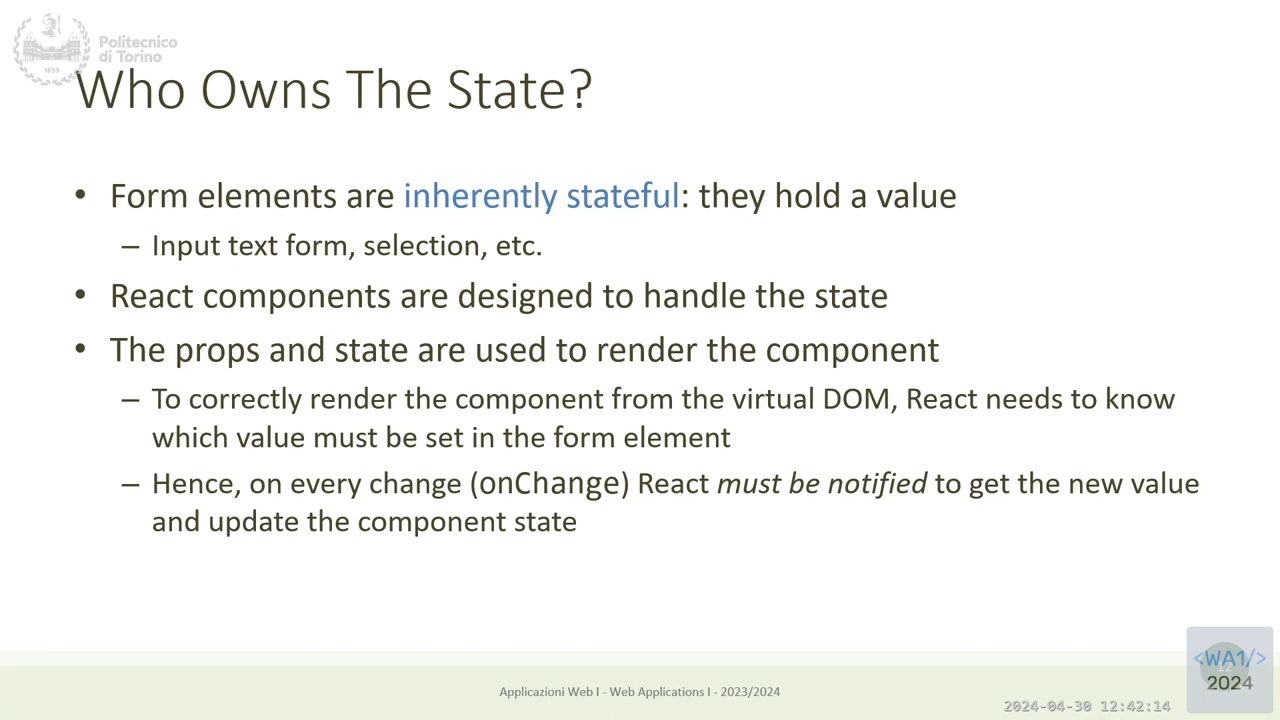 Politecnico
di Torino
1859
Who Owns The State?
• Form elements are inherently stateful: they hold a value
– Input text form, selection, etc.
• React components are designed to handle the state
• The props and state are used to render the component
– To correctly render the component from the virtual DOM, React needs to know
which value must be set in the form element
– Hence, on every change (onChange) React must be notified to get the new value
and update the component state
Applicazioni Web I - Web Applications I - 2023/2024
<WA1/>
2024
2024-04-30 12:42:14